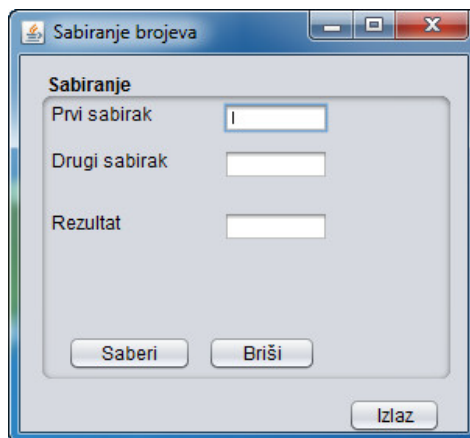 Sabiranje brojeva
Sabiranje
Prvi sabirak
Drugi sabirak
Rezultat
Saberi Briši
Izlaz